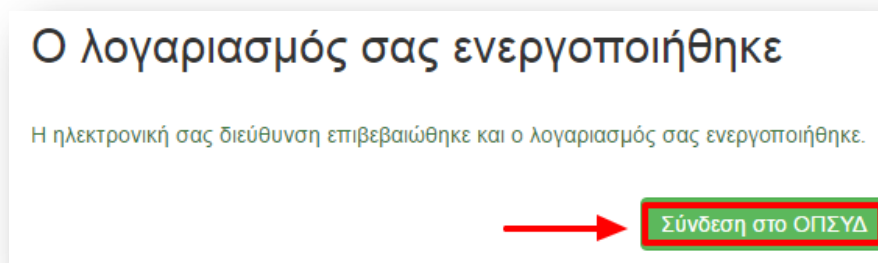 Ο λογαριασμός σας ενεργοποιήθηκε
Η ηλεκτρονική σας διεύθυνση επιβεβαιώθηκε και ο λογαριασμός σας ενεργοποιήθηκε.
Σύνδεση στο ΟΠΣΥΔ